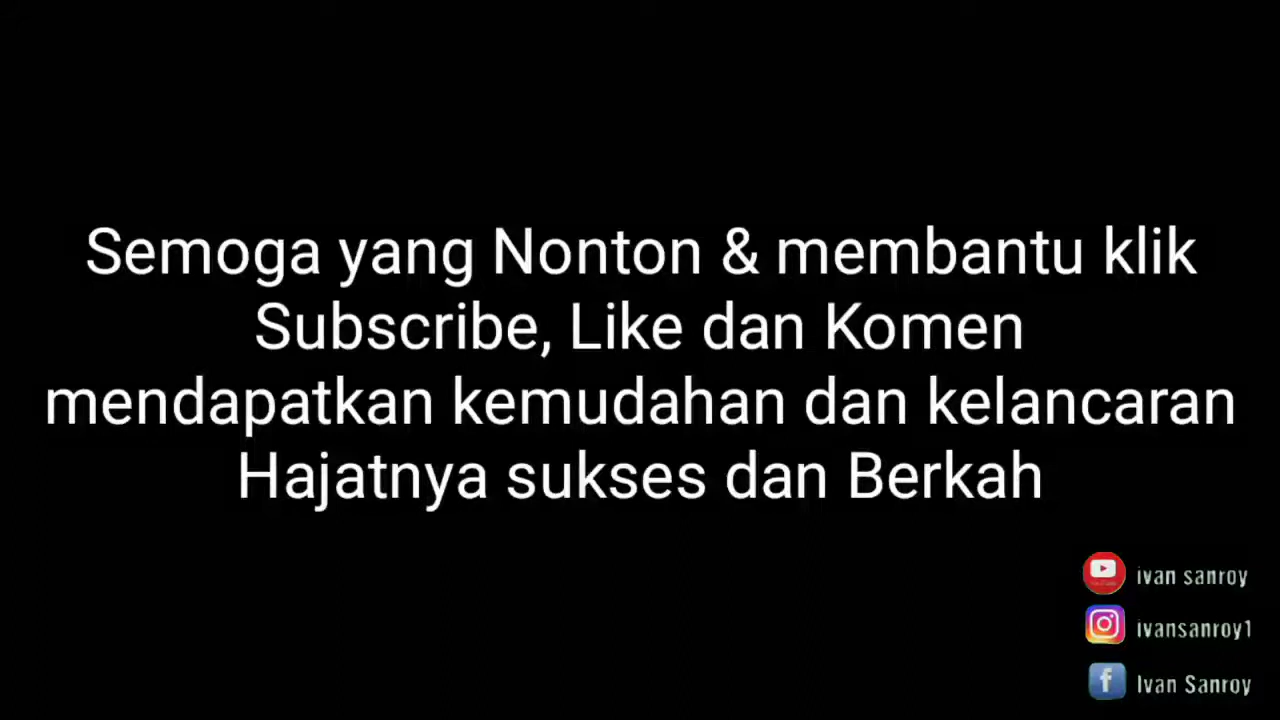 Semoga yang Nonton & membantu klik
Subscribe, Like dan Komen
mendapatkan kemudahan dan kelancaran
Hajatnya sukses dan Berkah
ivan sanroy
ivansanroy1
Ivan Sanroy